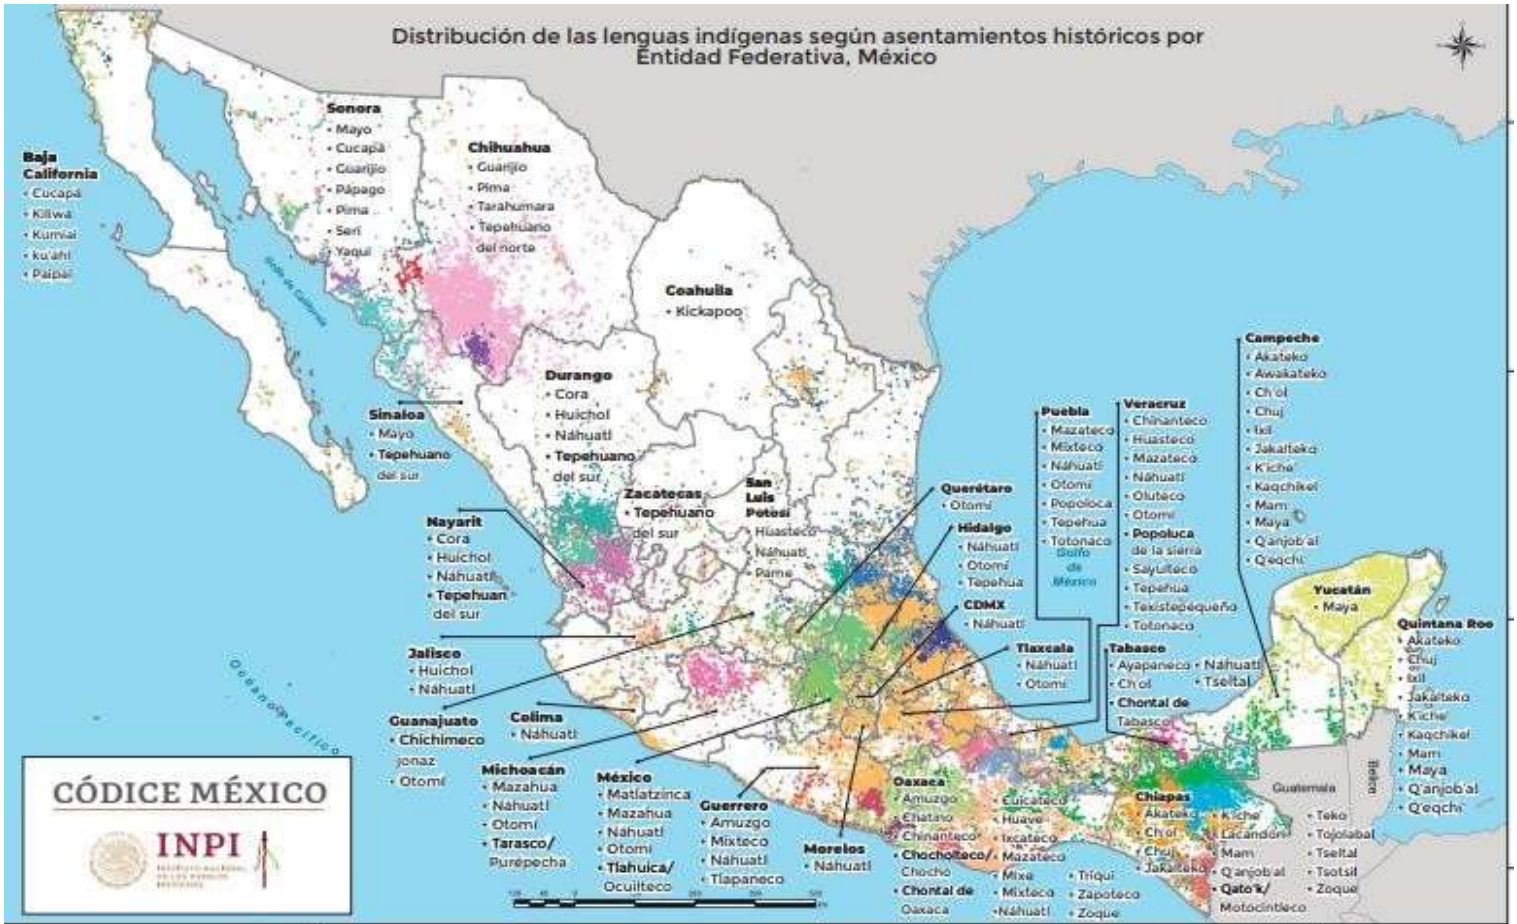 Distribución de las lenguas indígenas según asentamientos históricos por
Entidad Federativa, México
Baja
California
• Cucapá
• Kiliwa
• Kumiai
• ku'ahl
• Paipai
Sonora
• Mayo
• Cucapá
• Guarijío
• Pápago
• Pima
• Seri
• Yaqui
Chihuahua
• Guarijío
• Pima
• Tarahumara
• Tepehuano
del norte
Golfo de California
Coahuila
• Kickapoo
Sinaloa
• Mayo
• Tepehuano
del sur
Durango
• Cora
• Huichol
• Náhuatl
• Tepehuano
del sur
Zacatecas
• Tepehuano
del sur
San
Luis
Potosí
• Huasteco
• Náhuatl
• Pame
Nayarit
• Cora
• Huichol
• Náhuatl
• Tepehuan
del sur
Querétaro
• Otomí
Hidalgo
• Náhuatl
• Otomí
• Tepehua
CDMX
• Náhuatl
Tlaxcala
• Náhuatl
• Otomí
Puebla
• Mazateco
• Mixteco
• Náhuatl
• Otomí
• Popoloca
• Tepehua
• Totonaco
Golfo
de
México
Veracruz
• Chinanteco
• Huasteco
• Mazateco
• Náhuatl
• Oluteco
• Otomí
• Popoluca
de la sierra
• Sayulteco
• Tepehua
• Texistepequeño
• Totonaco
Tabasco
• Ayapaneco
• Ch'ol
• Chontal de
Tabasco
• Náhuatl
• Tseltal
Campeche
• Akateko
• Awakateko
• Ch'ol
• Chuj
• Ixil
• Jakalteko
• K'iche'
• Kaqchikel
• Mam
• Maya
• Q'anjob'al
• Q'eqchi'
Yucatán
• Maya
Quintana Roo
• Akateko
• Chuj
• Ixil
• Jakalteko
• K'iche'
• Kaqchikel
• Mam
• Maya
• Q'anjob'al
• Q'eqchi'
Océano Pacífico
Jalisco
• Huichol
• Náhuatl
Guanajuato
• Chichimeco
jonaz
• Otomí
Colima
• Náhuatl
Michoacán
• Mazahua
• Náhuatl
• Otomí
• Tarasco/
Purépecha
México
• Matlatzinca
• Mazahua
• Náhuatl
• Otomí
• Tlahuica/
Ocuilteco
Guerrero
• Amuzgo
• Mixteco
• Náhuatl
• Tlapaneco
Morelos
• Náhuatl
Oaxaca
• Amuzgo
• Chatino
• Chinanteco
• Chocholteco/
Chocho
• Chontal de
Oaxaca
• Cuicateco
• Huave
• Ixcateco
• Mazateco
• Mixe
• Mixteco
• Náhuatl
• Triqui
• Zapoteco
• Zoque
Chiapas
• Akateko
• Ch'ol
• Chuj
• Jakalteko
• K'iche'
• Lacandón
• Mam
• Q'anjob'al
• Qato'k/
Motocintleco
• Teko
• Tojolabal
• Tseltal
• Tsotsil
• Zoque
Guatemala
Belice
CÓDICE MÉXICO
INPI
INSTITUTO NACIONAL
DE LOS PUEBLOS
INDÍGENAS